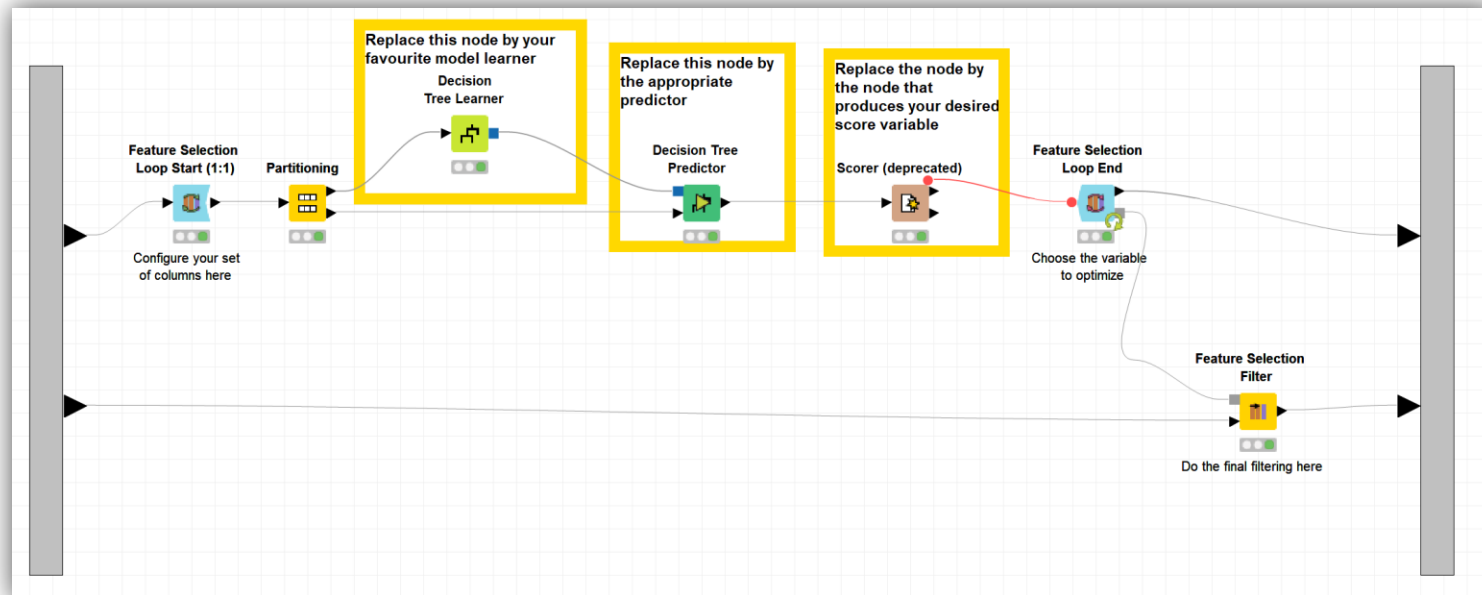 Replace this node by your
favourite model learner
Decision
Tree Learner
Replace this node by
the appropriate
predictor
Replace the node by
the node that
produces your desired
score variable
Feature Selection
Loop Start (1:1)
Partitioning
Decision Tree
Predictor
Scorer (deprecated)
Feature Selection
Loop End
Configure your set
of columns here
Choose the variable
to optimize
Feature Selection
Filter
Do the final filtering here